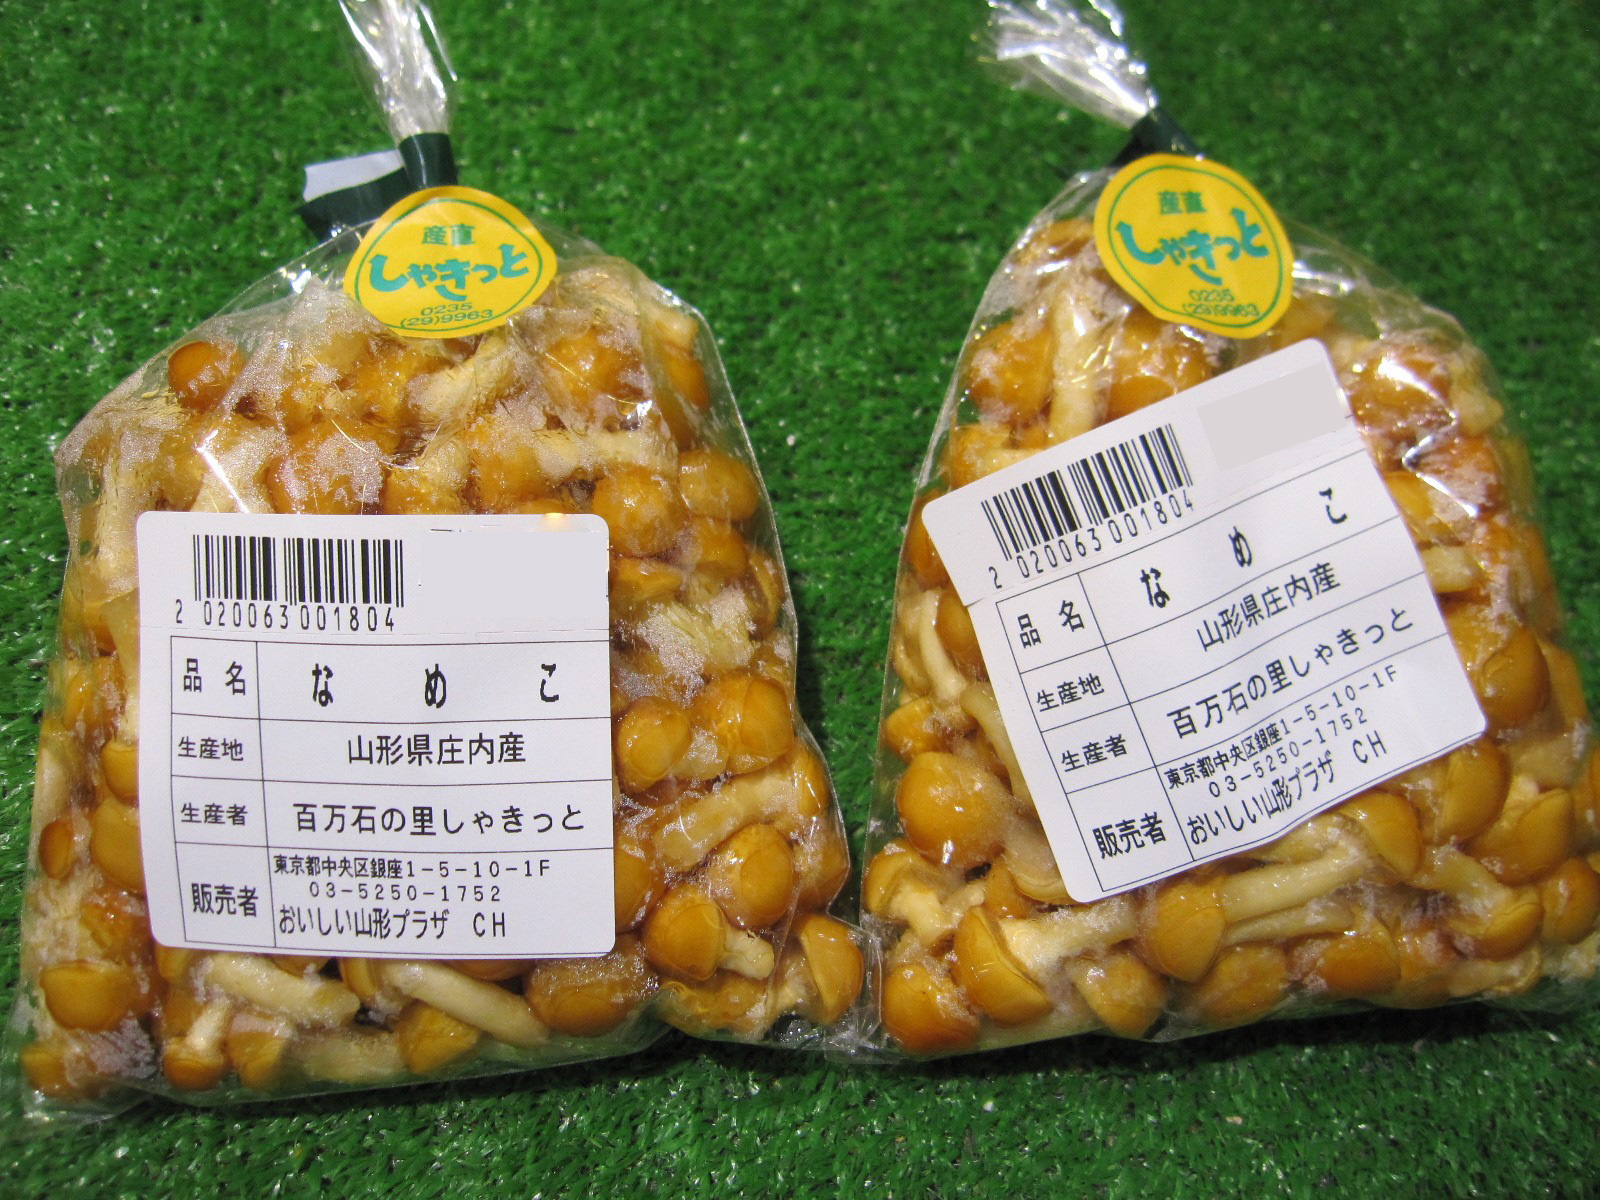 産直
しゃきっと
0235
(29)9963
2 020063 001804
品名 なめこ
生産地 山形県庄内産
生産者 百万石の里しゃきっと
販売者 東京都中央区銀座1-5-10-1F
03-5250-1752
おいしい山形プラザ CH
産直
しゃきっと
0235
(29)9963
2 020063 001804
品名 なめこ
生産地 山形県庄内産
生産者 百万石の里しゃきっと
販売者 東京都中央区銀座1-5-10-1F
03-5250-1752
おいしい山形プラザ CH